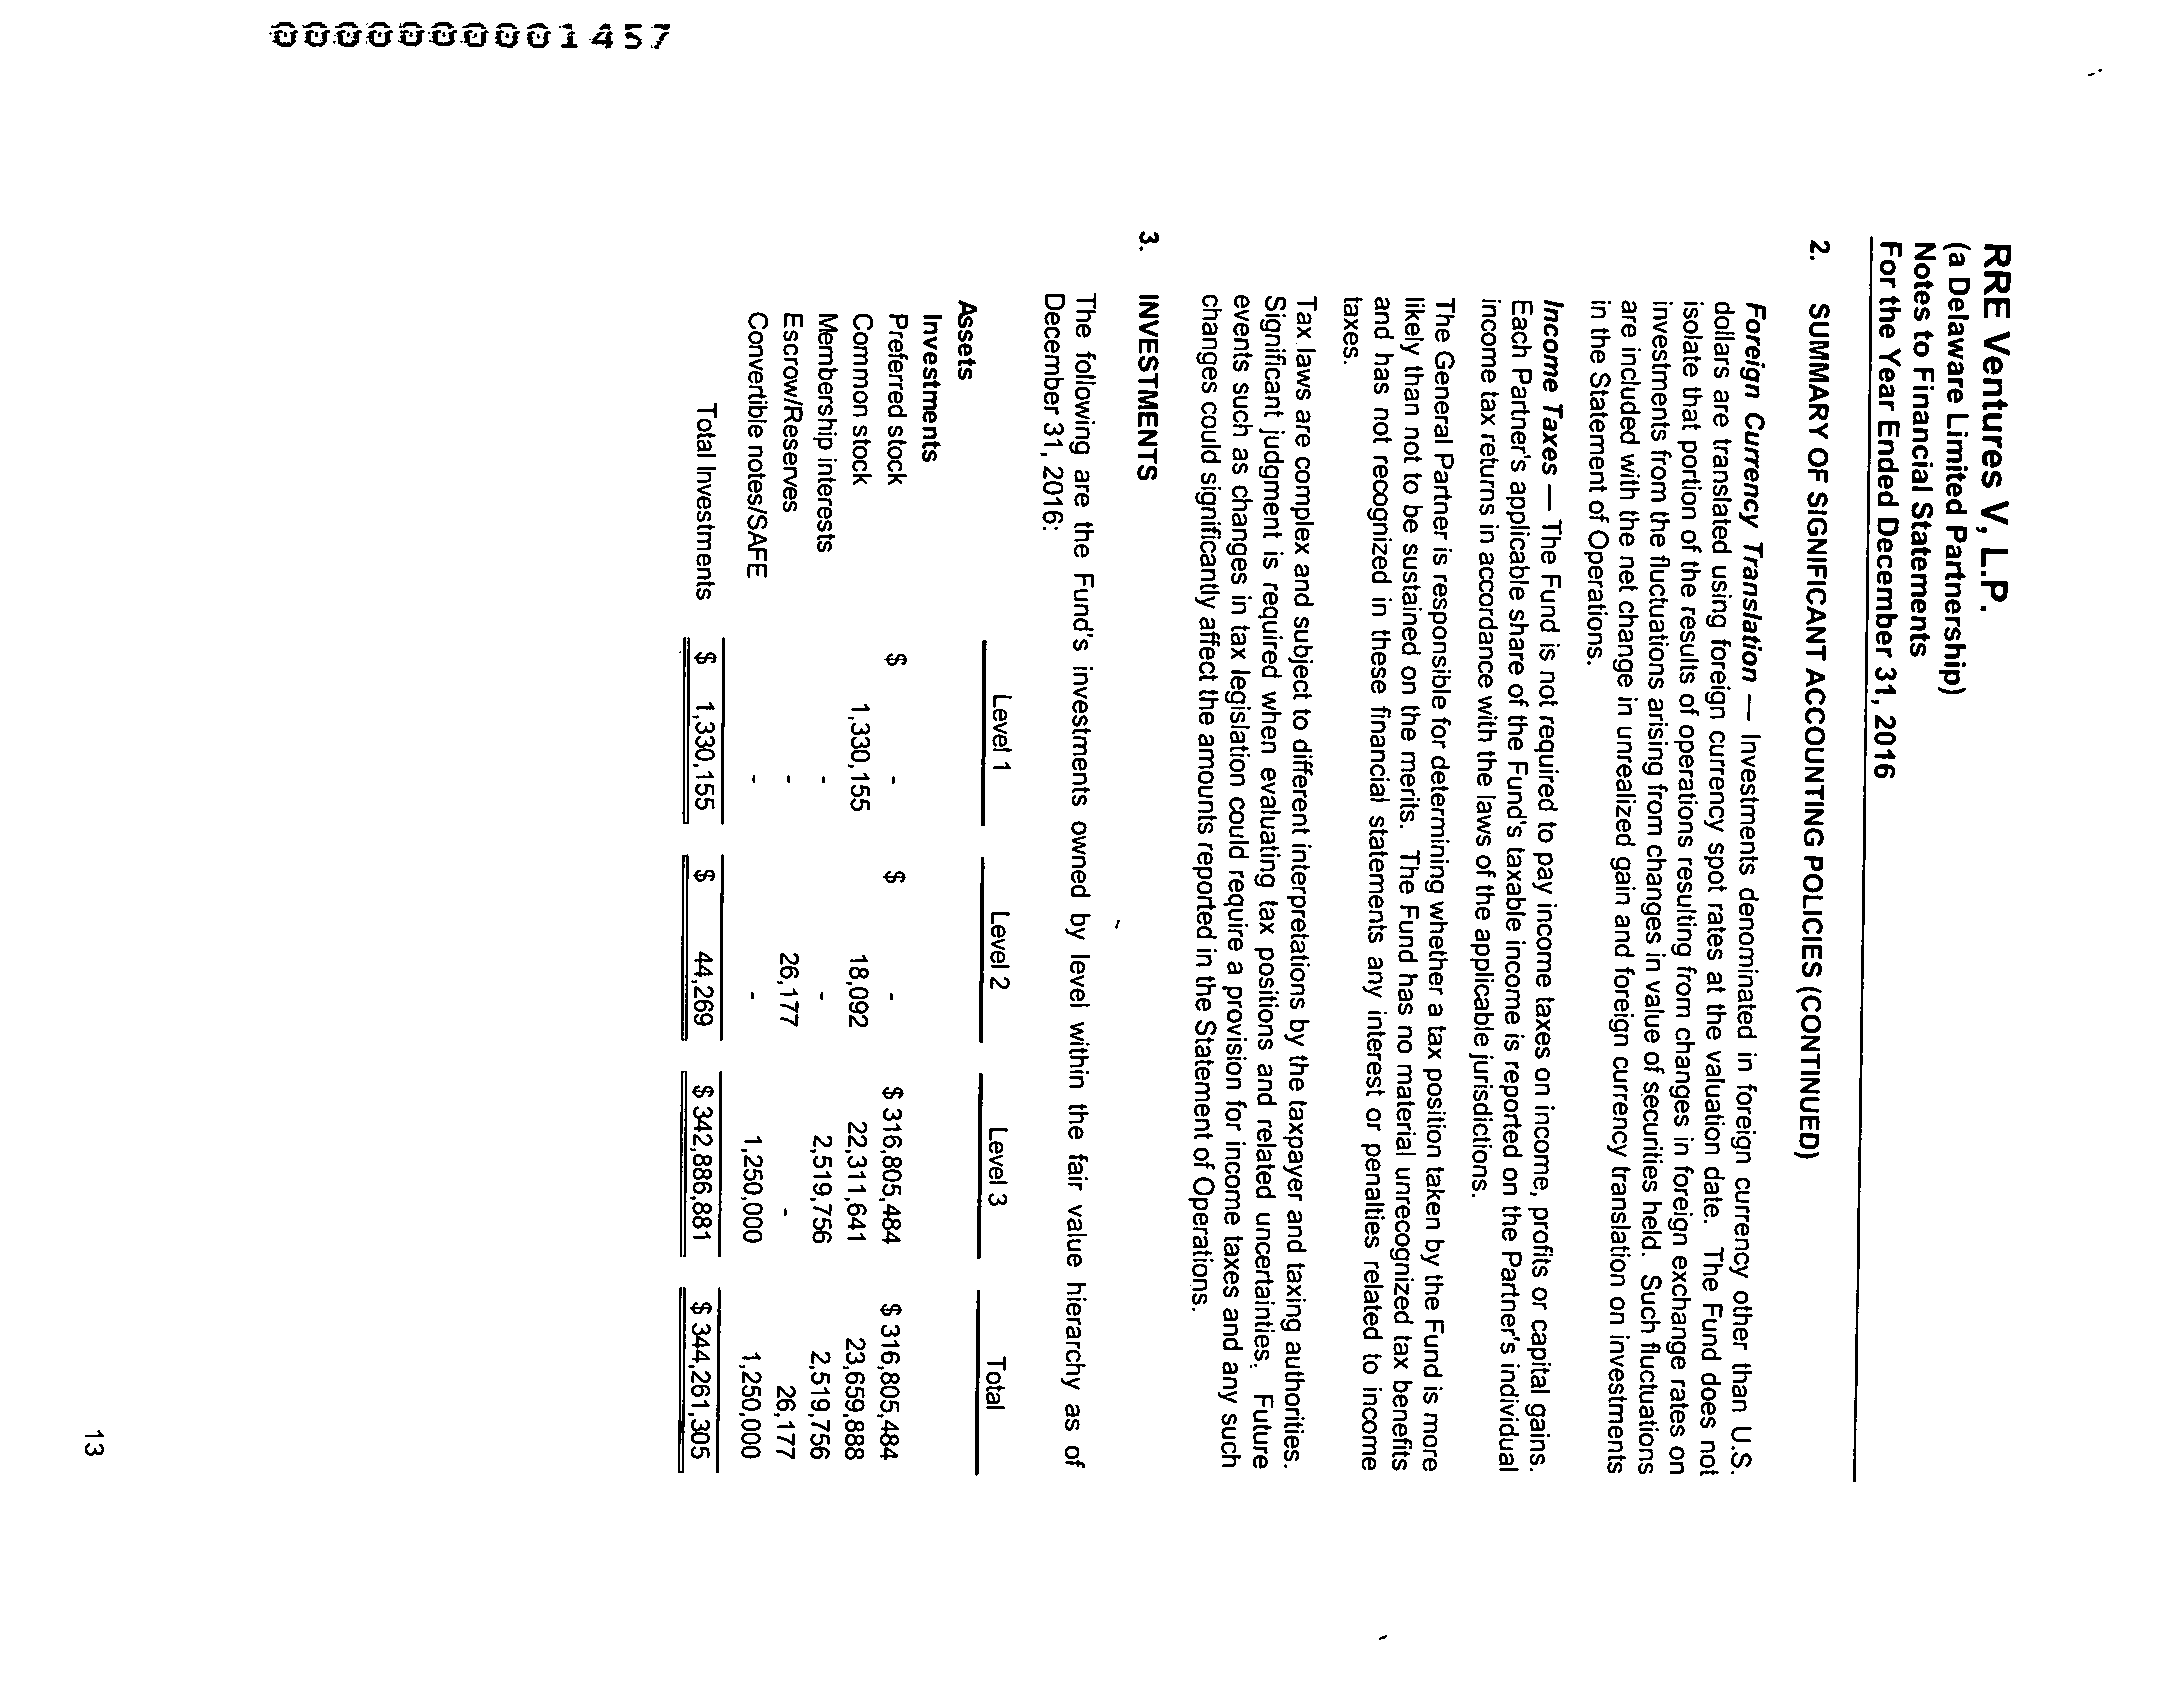 RRE Ventures V, L.P.
(a Delaware Limited Partnership)
Notes to Financial Statements
For the Year Ended December 31, 2016
2. SUMMARY OF SIGNIFICANT ACCOUNTING POLICIES (CONTINUED)
Foreign Currency Translation — Investments denominated in foreign currency other than U.S.
dollars are translated using foreign currency spot rates at the valuation date. The Fund does not
isolate that portion of the results of operations resulting from changes in foreign exchange rates on
investments from the fluctuations arising from changes in value of securities held. Such fluctuations
are included with the net change in unrealized gain and foreign currency translation on investments
in the Statement of Operations.
Income Taxes — The Fund is not required to pay income taxes on income, profits or capital gains.
Each Partner's applicable share of the Fund's taxable income is reported on the Partner's individual
income tax returns in accordance with the laws of the applicable jurisdictions.
The General Partner is responsible for determining whether a tax position taken by the Fund is more
likely than not to be sustained on the merits. The Fund has no material unrecognized tax benefits
and has not recognized in these financial statements any interest or penalties related to income
taxes.
Tax laws are complex and subject to different interpretations by the taxpayer and taxing authorities.
Significant judgment is required when evaluating tax positions and related uncertainties. Future
events such as changes in tax legislation could require a provision for income taxes and any such
changes could significantly affect the amounts reported in the Statement of Operations.
3. INVESTMENTS
The following are the Fund's investments owned by level within the fair value hierarchy as of
December 31, 2016:
Level 1 Level 2 Level 3 Total
Assets
Investments
Preferred stock $ - $ - $ 316,805,484 $ 316,805,484
Common stock 1,330,155 18,092 22,311,641 23,659,888
Membership interests - - 2,519,756 2,519,756
Escrow/Reserves - 26,177 - 26,177
Convertible notes/SAFE - - 1,250,000 1,250,000
Total Investments $ 1,330,155 $ 44,269 $ 342,886,881 $ 344,261,305
13
0000000001457